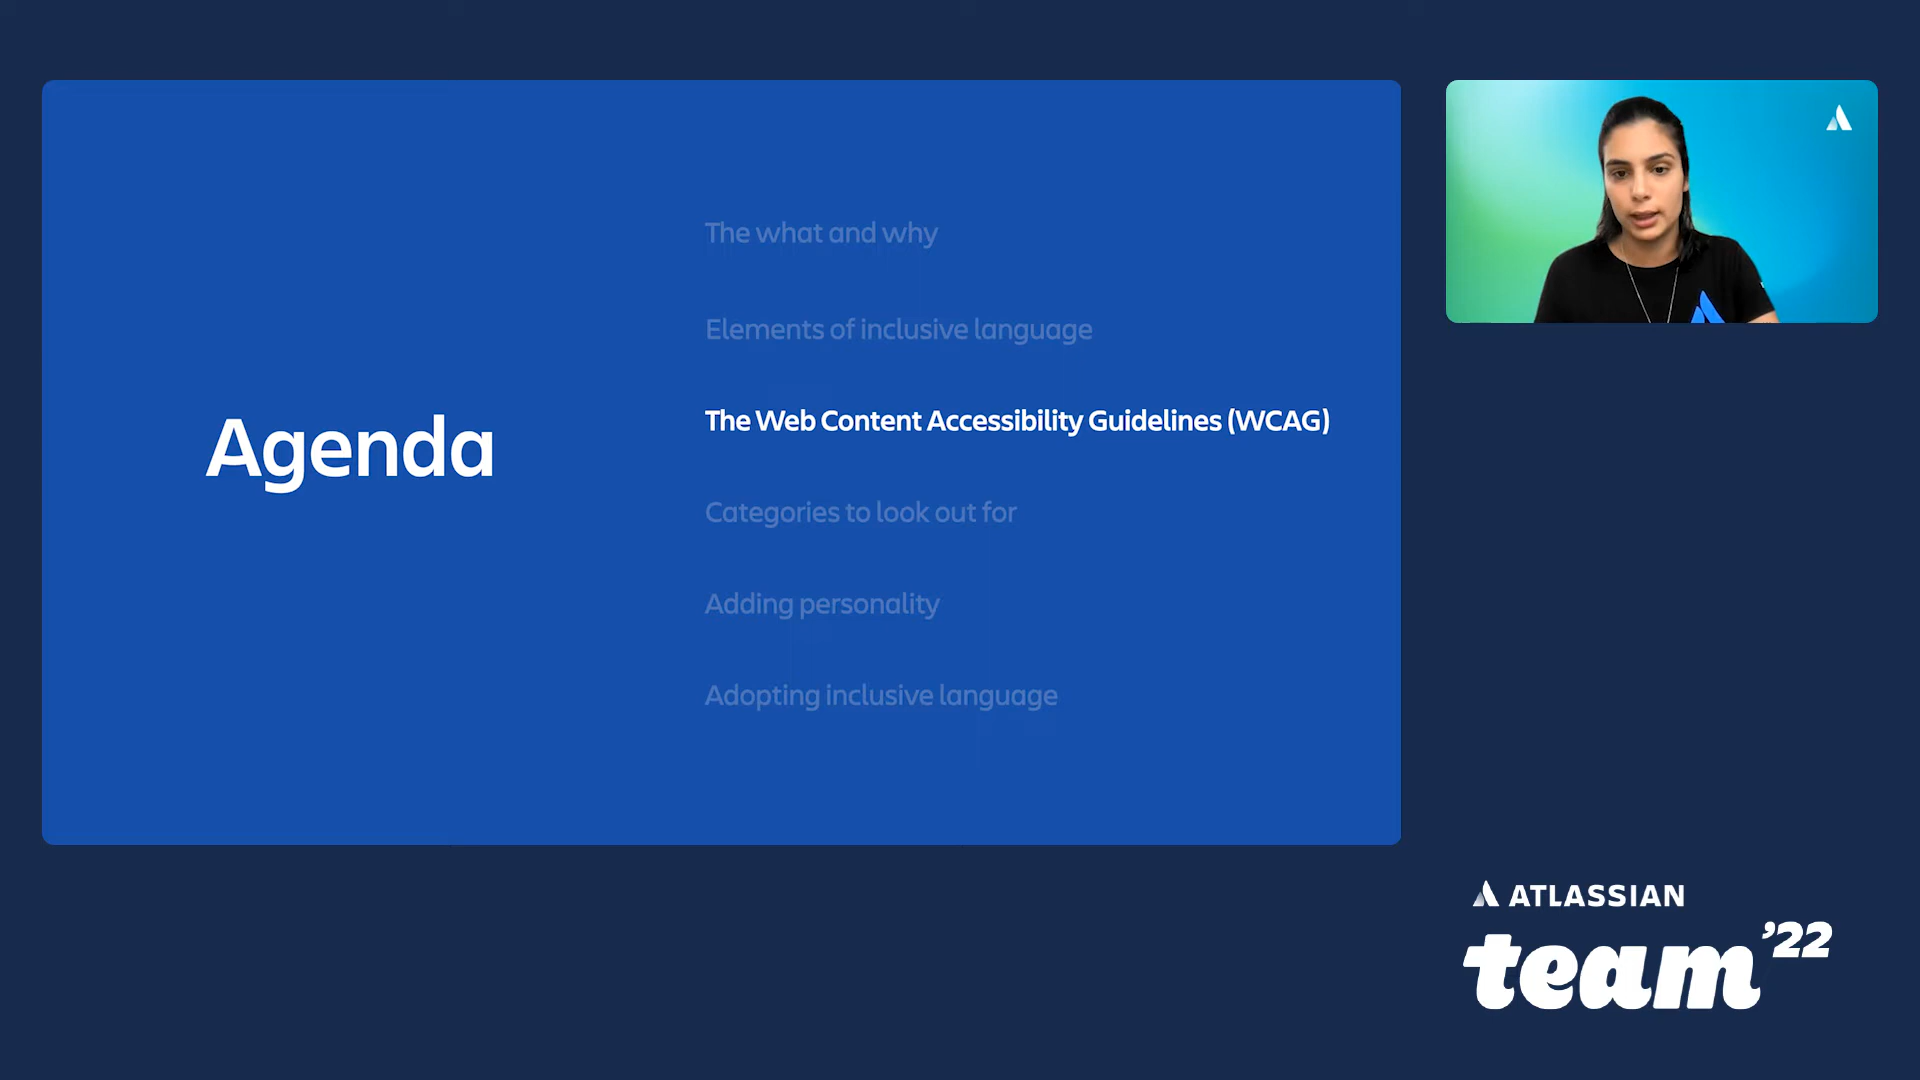 Agenda
The what and why
Elements of inclusive language
The Web Content Accessibility Guidelines (WCAG)
Categories to look out for
Adding personality
Adopting inclusive language
ATLASSIAN
team '22